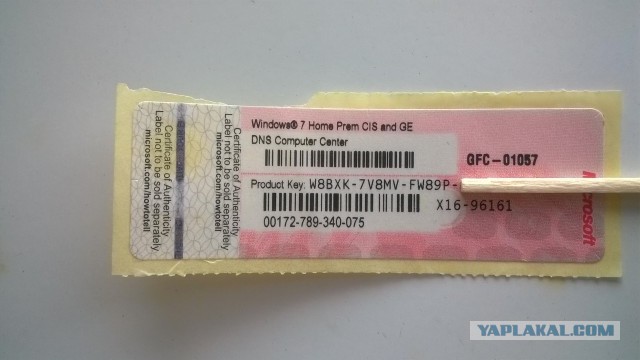 Certificate of Authenticity
Label not to be sold separately
microsoft.com/howtotell
Certificate of Authenticity
Label not to be sold separately
microsoft.com/howtotell
Windows® 7 Home Prem CIS and GE
DNS Computer Center
GFC-01057
Product Key: W8BXK-7V8MV-FW89P-
X16-96161
00172-789-340-075
Microsoft
YAPLAKAL.COM